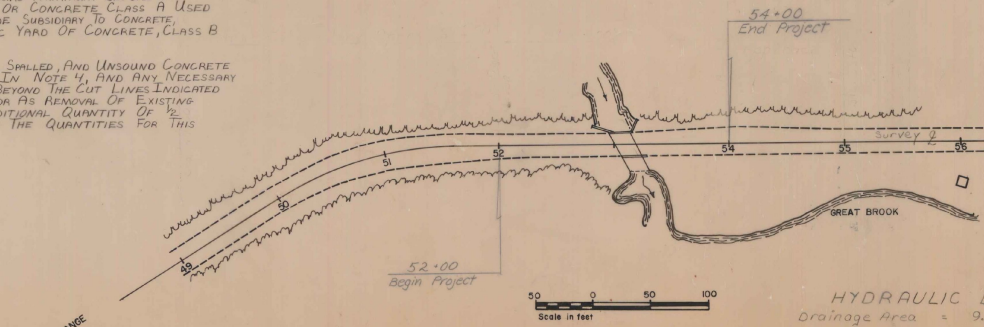 OR CONCRETE CLASS A USED
SUBSIDIARY TO CONCRETE,
YARD OF CONCRETE, CLASS B
SPALLED, AND UNSOUND CONCRETE
IN NOTE 4, AND ANY NECESSARY
BEYOND THE CUT LINES INDICATED
OR AS REMOVAL OF EXISTING
QUANTITY OF 1/2
THE QUANTITIES FOR THIS
54+00
End Project
Survey ℄
49
50
51
52
54
55
56
GREAT BROOK
52+00
Begin Project
50 0 50 100
Scale in feet
HYDRAULIC
Drainage Area = 9.